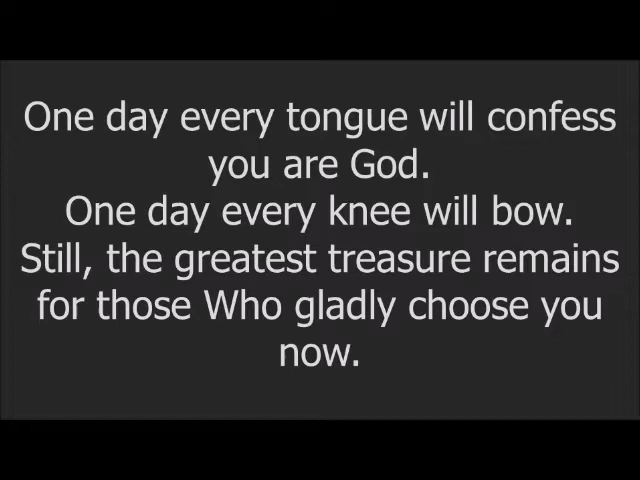 One day every tongue will confess
you are God.
One day every knee will bow.
Still, the greatest treasure remains
for those Who gladly choose you
now.